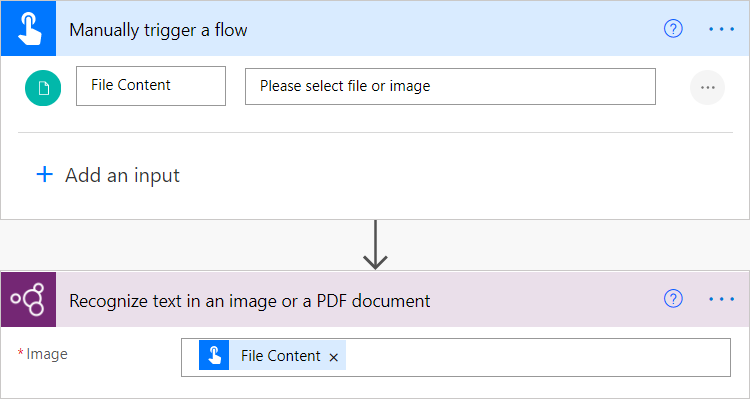 Manually trigger a flow
File Content Please select file or image
+ Add an input
Recognize text in an image or a PDF document
* Image File Content ×